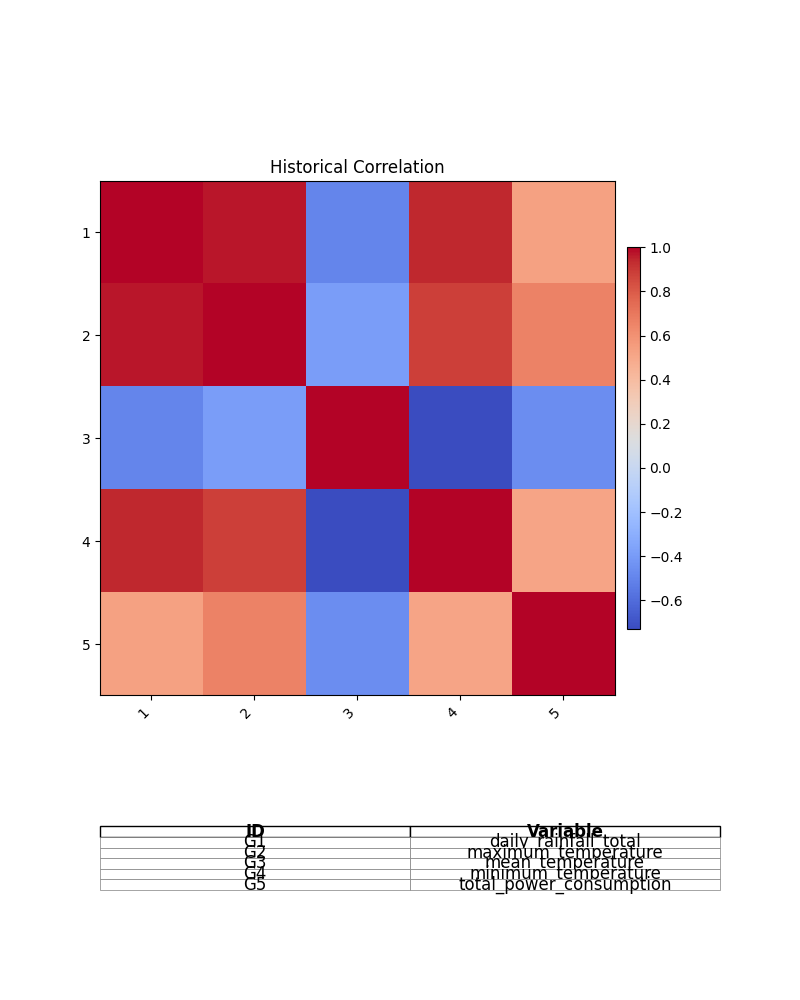 Historical Correlation
1
2
3
4
5
1 2 3 4 5
1.0
0.8
0.6
0.4
0.2
0.0
−0.2
−0.4
−0.6
ID Variable
G1 daily_rainfall_total
G2 maximum_temperature
G3 mean_temperature
G4 minimum_temperature
G5 total_power_consumption